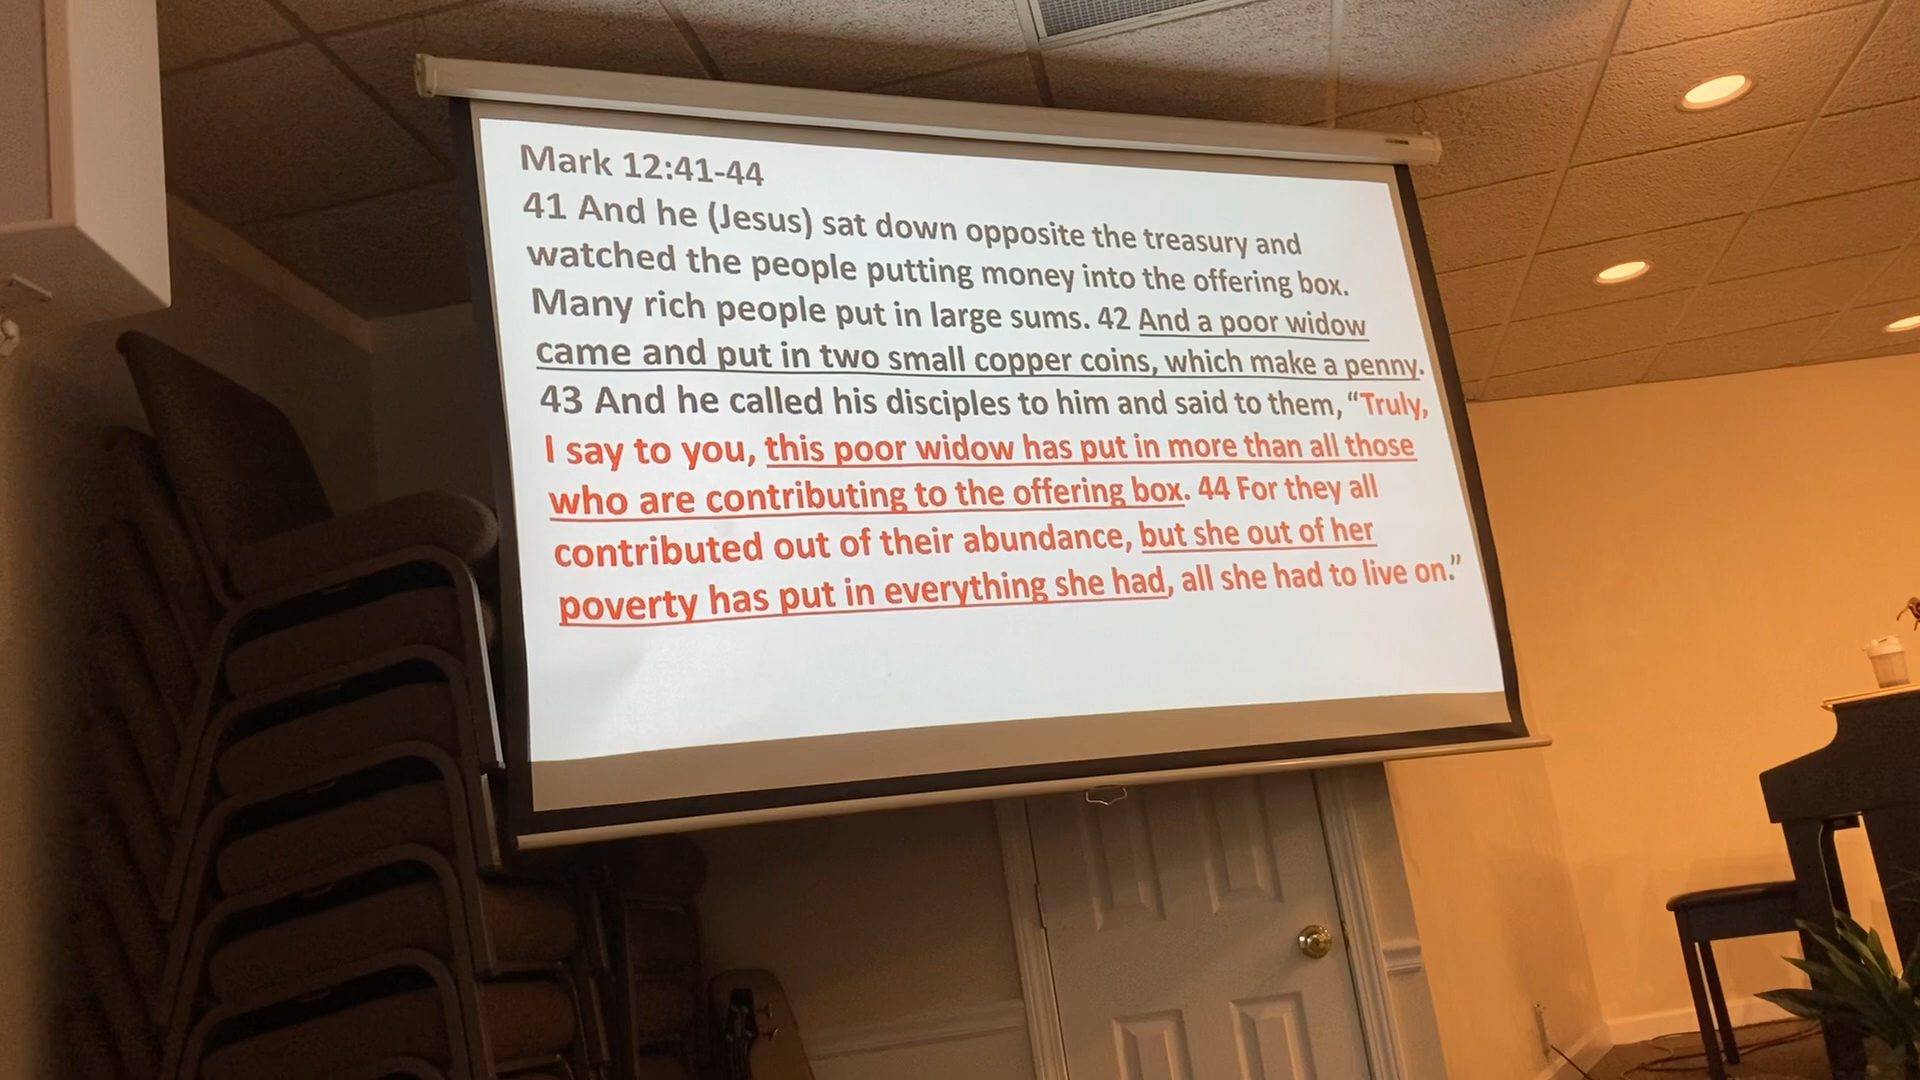 Mark 12:41-44
41 And he (Jesus) sat down opposite the treasury and
watched the people putting money into the offering box.
Many rich people put in large sums. 42 And a poor widow
came and put in two small copper coins, which make a penny.
43 And he called his disciples to him and said to them, “Truly,
I say to you, this poor widow has put in more than all those
who are contributing to the offering box. 44 For they all
contributed out of their abundance, but she out of her
poverty has put in everything she had, all she had to live on.”